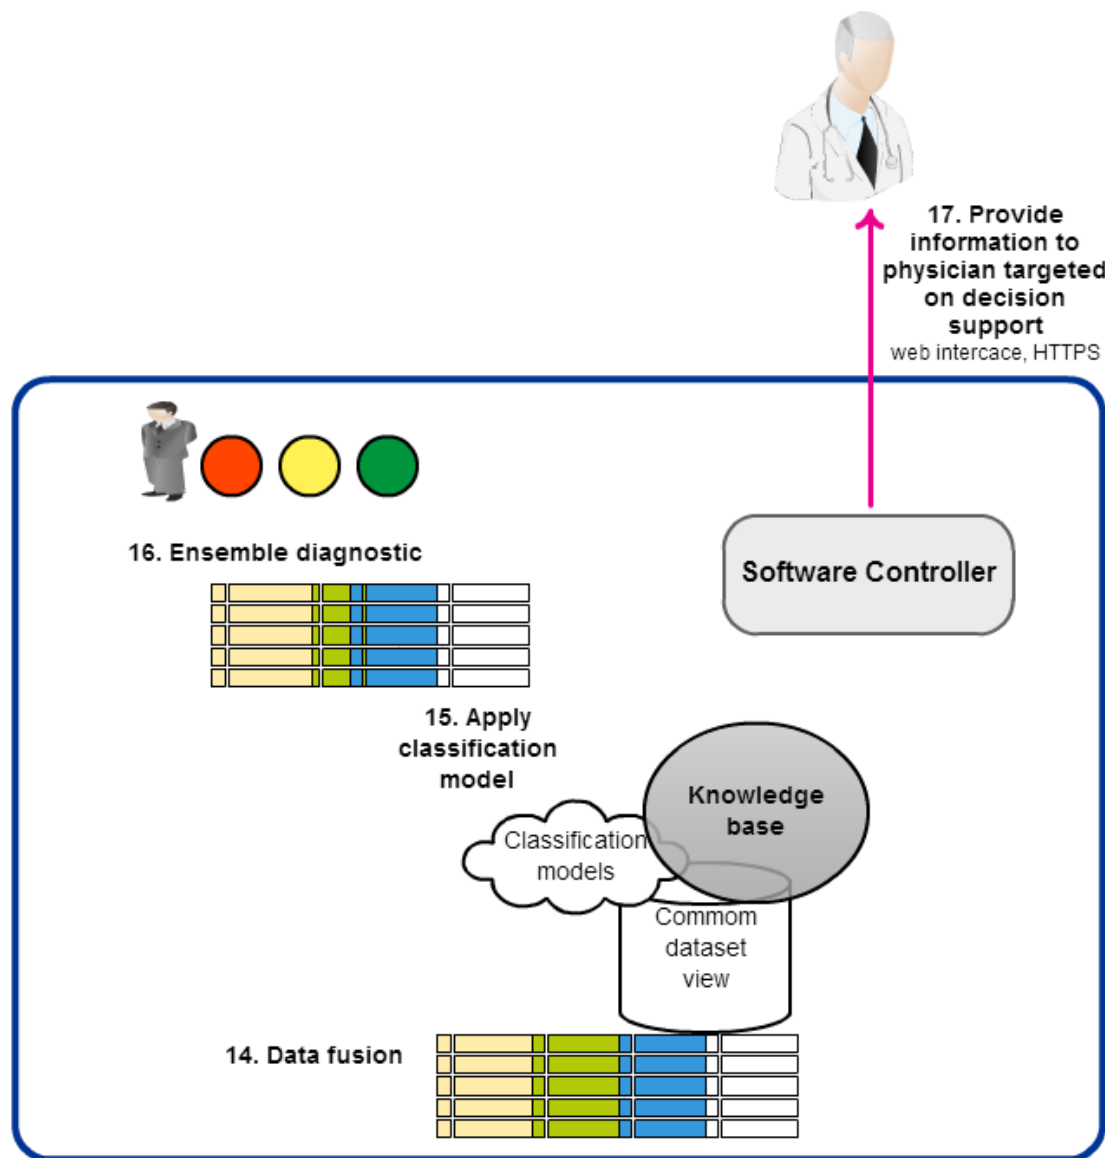 17. Provide
information to
physician targeted
on decision
support
web intercace, HTTPS
16. Ensemble diagnostic
Software Controller
15. Apply
classification
model
Knowledge
base
Classification
models
Commom
dataset
view
14. Data fusion